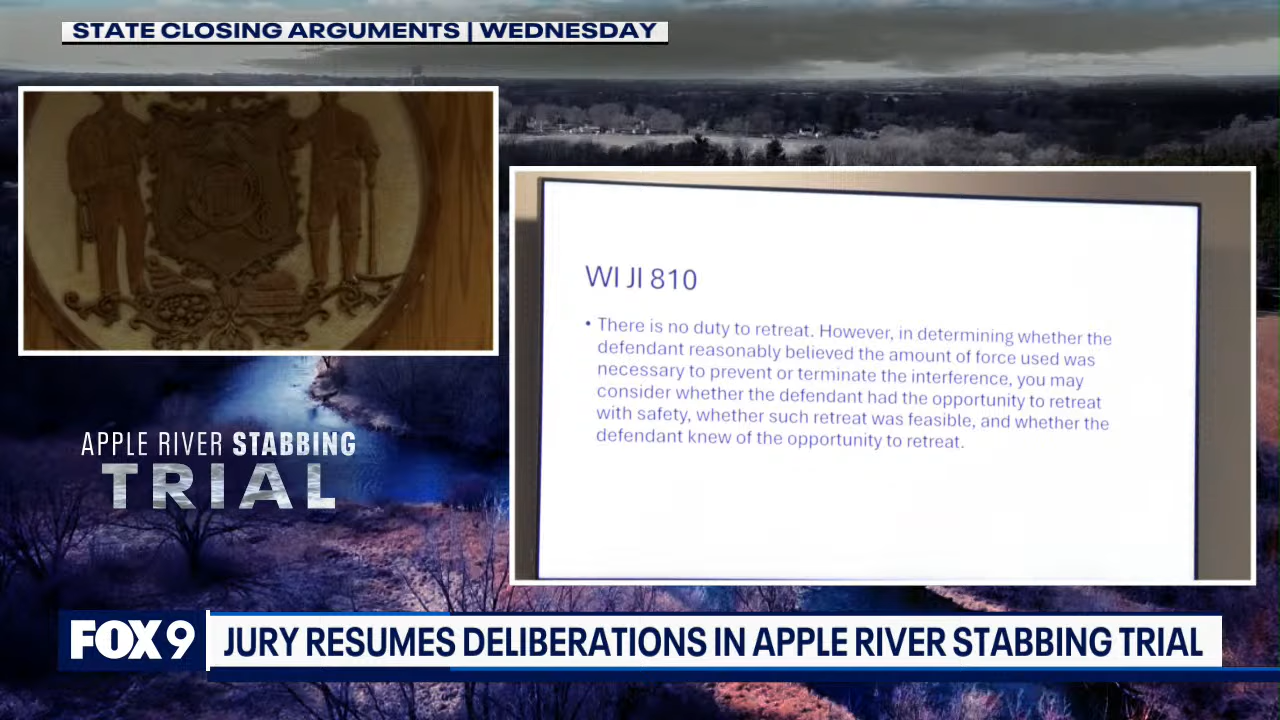 STATE CLOSING ARGUMENTS | WEDNESDAY
WI JI 810
• There is no duty to retreat. However, in determining whether the
defendant reasonably believed the amount of force used was
necessary to prevent or terminate the interference, you may
consider whether the defendant had the opportunity to retreat
with safety, whether such retreat was feasible, and whether the
defendant knew of the opportunity to retreat.
APPLE RIVER STABBING
TRIAL
FOX 9
JURY RESUMES DELIBERATIONS IN APPLE RIVER STABBING TRIAL